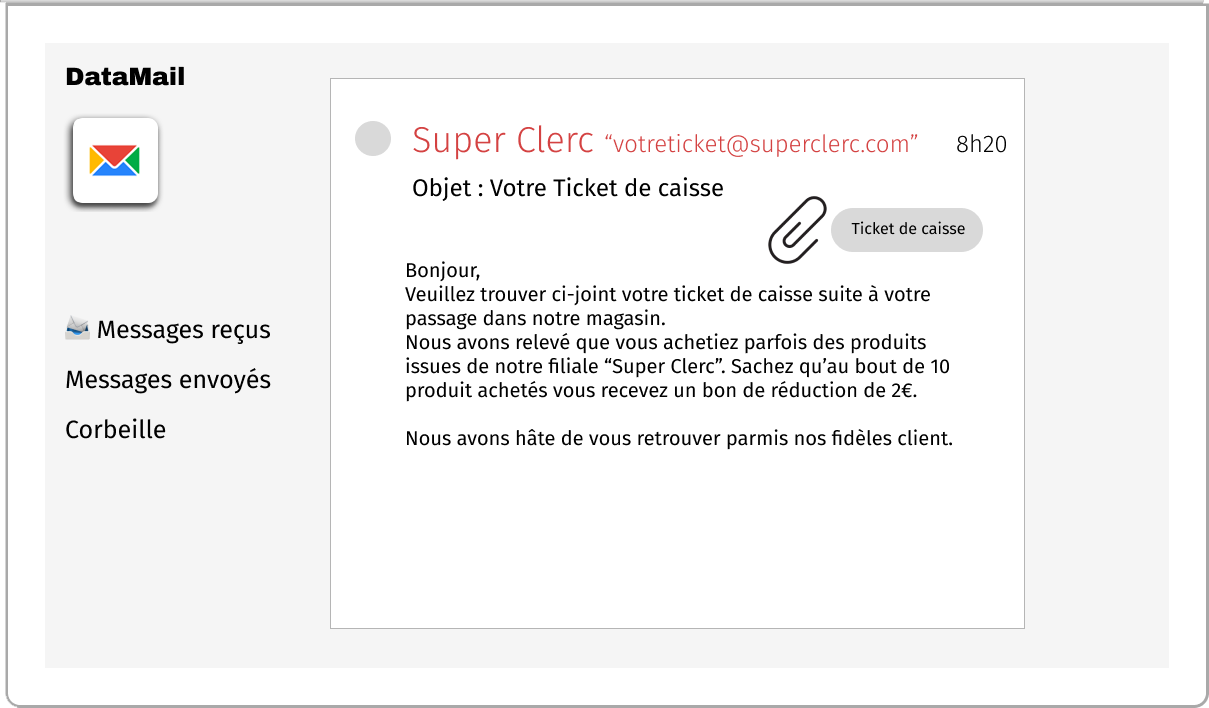 DataMail
Super Clerc “votreticket@superclerc.com” 8h20
Objet : Votre Ticket de caisse
Ticket de caisse
Messages reçus
Messages envoyés
Corbeille
Bonjour,
Veuillez trouver ci-joint votre ticket de caisse suite à votre
passage dans notre magasin.
Nous avons relevé que vous achetiez parfois des produits
issues de notre filiale “Super Clerc”. Sachez qu’au bout de 10
produit achetés vous recevez un bon de réduction de 2€.
Nous avons hâte de vous retrouver parmis nos fidèles client.